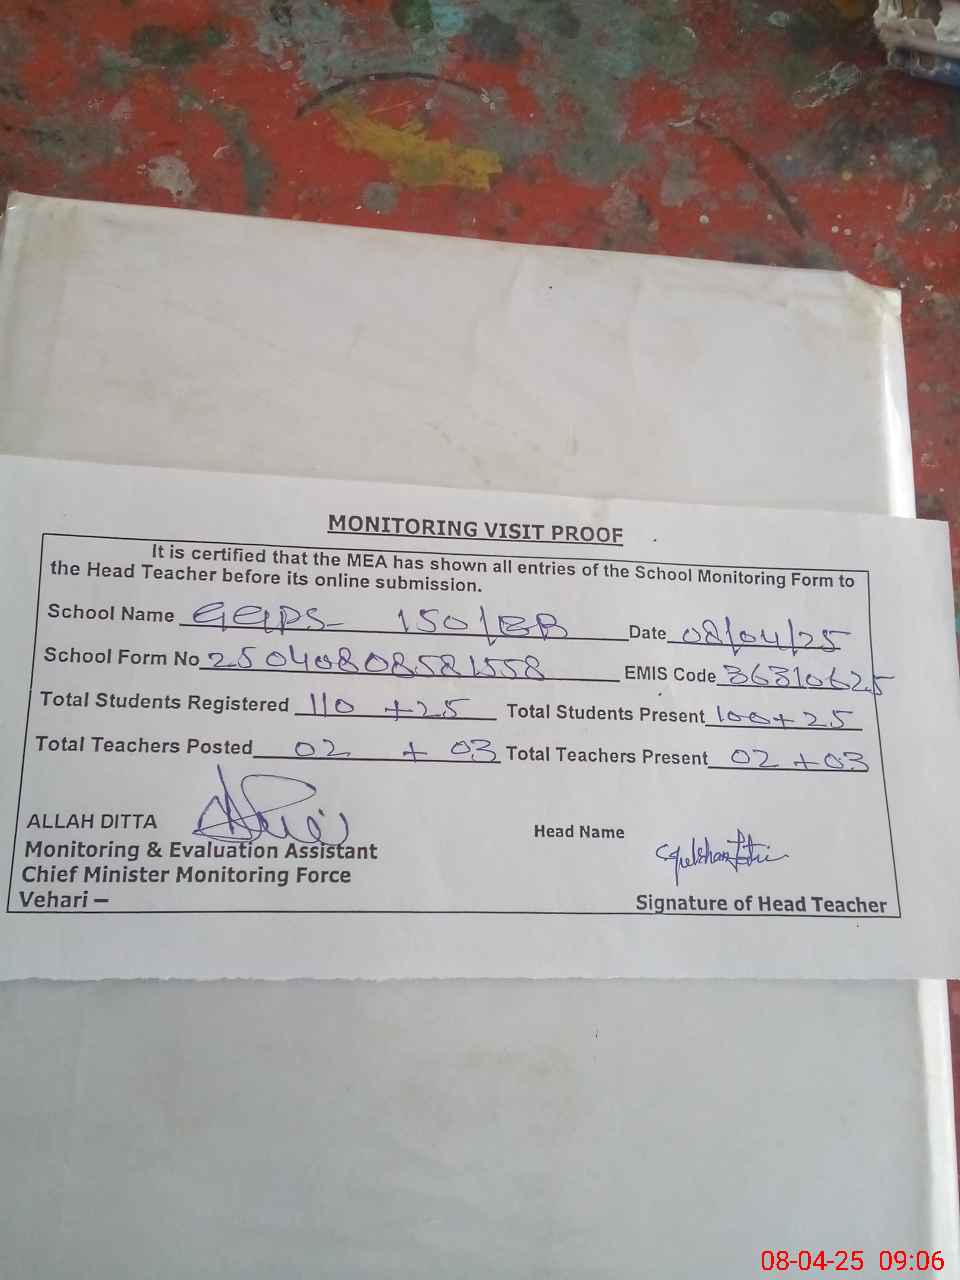 MONITORING VISIT PROOF
It is certified that the MEA has shown all entries of the School Monitoring Form to
the Head Teacher before its online submission.
School Name GGPS- 150/EB Date 08/04/25
School Form No 25040808581558 EMIS Code 36310625
Total Students Registered 110 +25 Total Students Present 100+25
Total Teachers Posted 02 + 03 Total Teachers Present 02 +03
ALLAH DITTA
Head Name
Monitoring & Evaluation Assistant
Chief Minister Monitoring Force
Vehari –
Signature of Head Teacher
08-04-25 09:06